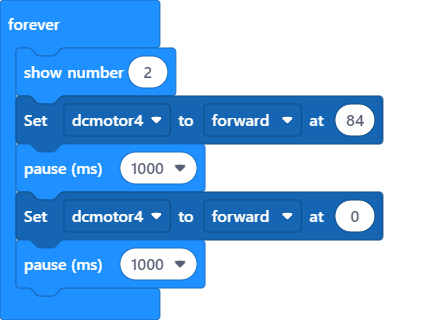 forever
show number 2
Set dcmotor4 to forward at 84
pause (ms) 1000
Set dcmotor4 to forward at 0
pause (ms) 1000